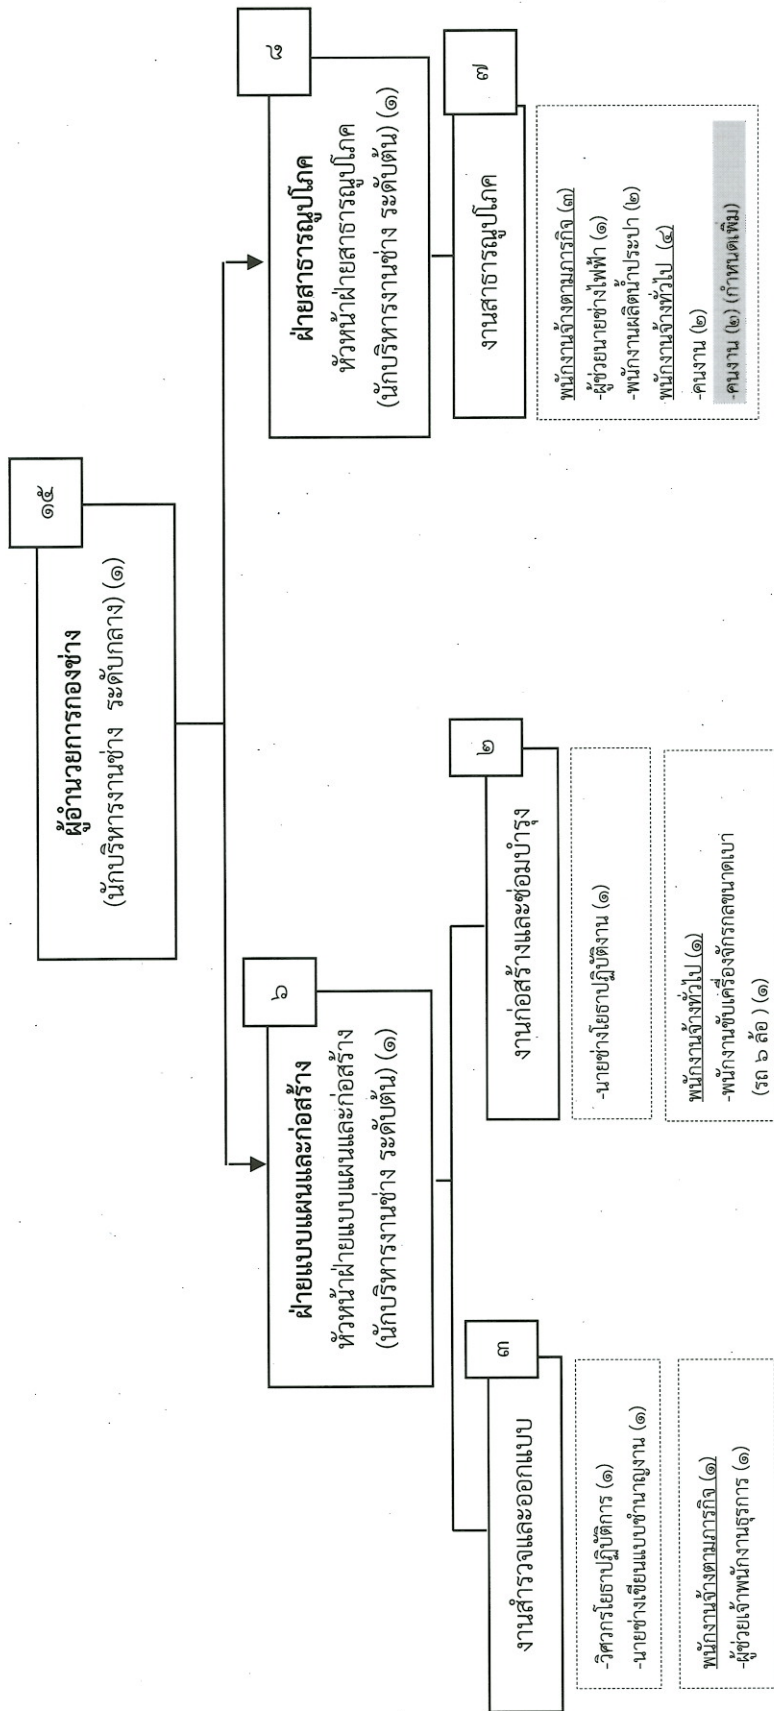 ๑๕
ผู้อำนวยการกองช่าง
(นักบริหารงานช่าง ระดับกลาง) (๑)
๖
ฝ่ายแบบแผนและก่อสร้าง
หัวหน้าฝ่ายแบบแผนและก่อสร้าง
(นักบริหารงานช่าง ระดับต้น) (๑)
๘
ฝ่ายสาธารณูปโภค
หัวหน้าฝ่ายสาธารณูปโภค
(นักบริหารงานช่าง ระดับต้น) (๑)
๓
งานสำรวจและออกแบบ
-วิศวกรโยธาปฏิบัติการ (๑)
-นายช่างเขียนแบบชำนาญงาน (๑)
พนักงานจ้างตามภารกิจ (๑)
-ผู้ช่วยเจ้าพนักงานธุรการ (๑)
๒
งานก่อสร้างและซ่อมบำรุง
-นายช่างโยธาปฏิบัติงาน (๑)
พนักงานจ้างทั่วไป (๑)
-พนักงานขับเครื่องจักรกลขนาดเบา
(รถ ๖ ล้อ ) (๑)
๗
งานสาธารณูปโภค
พนักงานจ้างตามภารกิจ (๓)
-ผู้ช่วยนายช่างไฟฟ้า (๑)
-พนักงานผลิตน้ำประปา (๒)
พนักงานจ้างทั่วไป (๔)
-คนงาน (๒)
-คนงาน (๒) (กำหนดเพิ่ม)